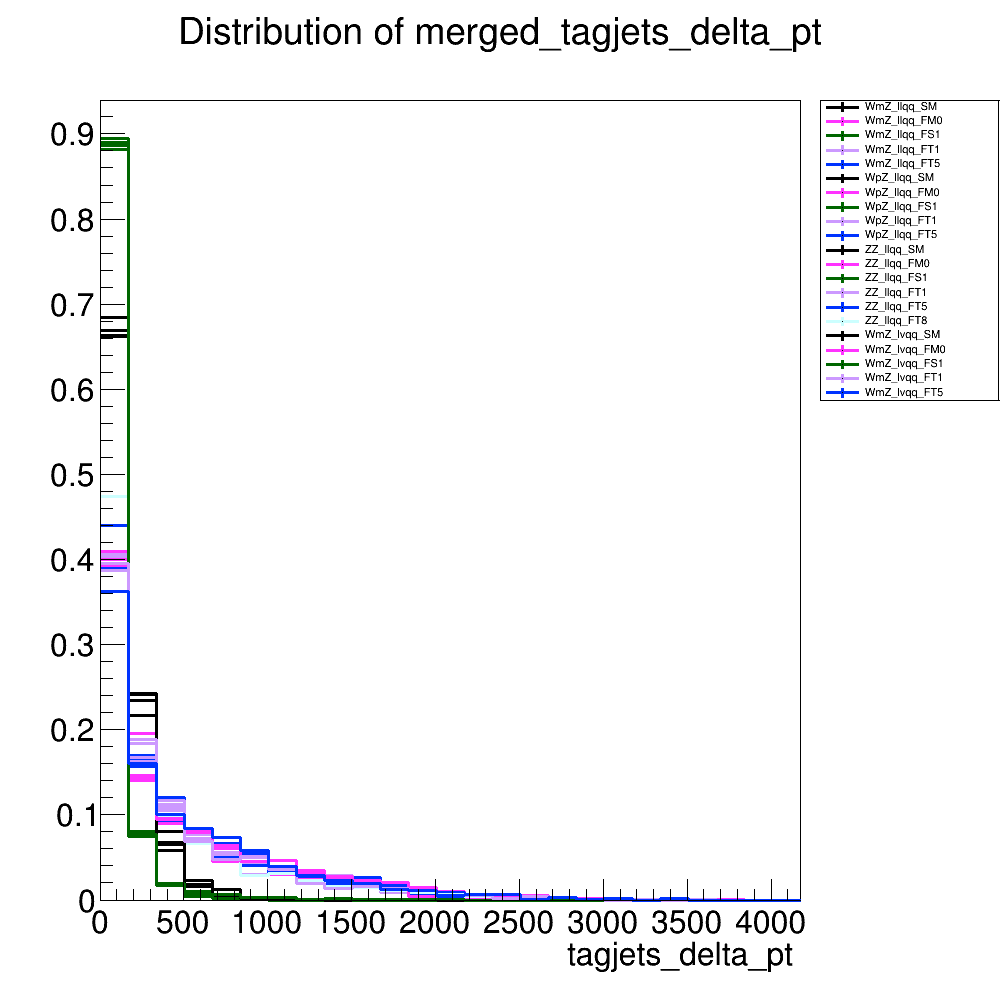 Distribution of merged_tagjets_delta_pt
WmZ_llqq_SM
WmZ_llqq_FM0
WmZ_llqq_FS1
WmZ_llqq_FT1
WmZ_llqq_FT5
WpZ_llqq_SM
WpZ_llqq_FM0
WpZ_llqq_FS1
WpZ_llqq_FT1
WpZ_llqq_FT5
ZZ_llqq_SM
ZZ_llqq_FM0
ZZ_llqq_FS1
ZZ_llqq_FT1
ZZ_llqq_FT5
ZZ_llqq_FT8
WmZ_lvqq_SM
WmZ_lvqq_FM0
WmZ_lvqq_FS1
WmZ_lvqq_FT1
WmZ_lvqq_FT5
0.9
0.8
0.7
0.6
0.5
0.4
0.3
0.2
0.1
0
0 500 1000 1500 2000 2500 3000 3500 4000
tagjets_delta_pt